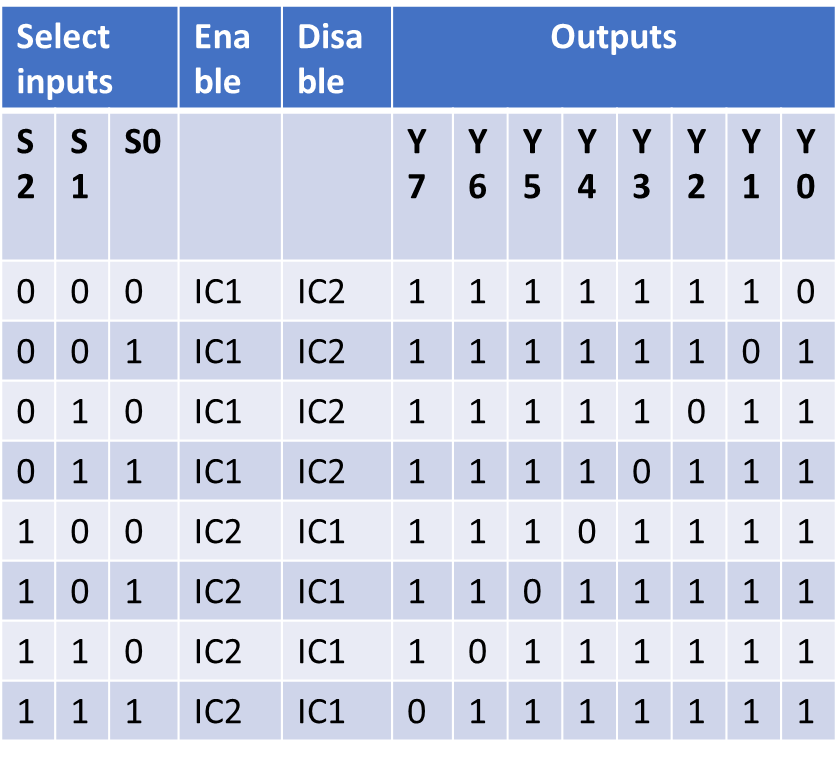 Select inputs Ena ble Disa ble Outputs
S 2 S 1 S0 Y 7 Y 6 Y 5 Y 4 Y 3 Y 2 Y 1 Y 0
0 0 0 IC1 IC2 1 1 1 1 1 1 1 0
0 0 1 IC1 IC2 1 1 1 1 1 1 0 1
0 1 0 IC1 IC2 1 1 1 1 1 0 1 1
0 1 1 IC1 IC2 1 1 1 1 0 1 1 1
1 0 0 IC2 IC1 1 1 1 0 1 1 1 1
1 0 1 IC2 IC1 1 1 0 1 1 1 1 1
1 1 0 IC2 IC1 1 0 1 1 1 1 1 1
1 1 1 IC2 IC1 0 1 1 1 1 1 1 1